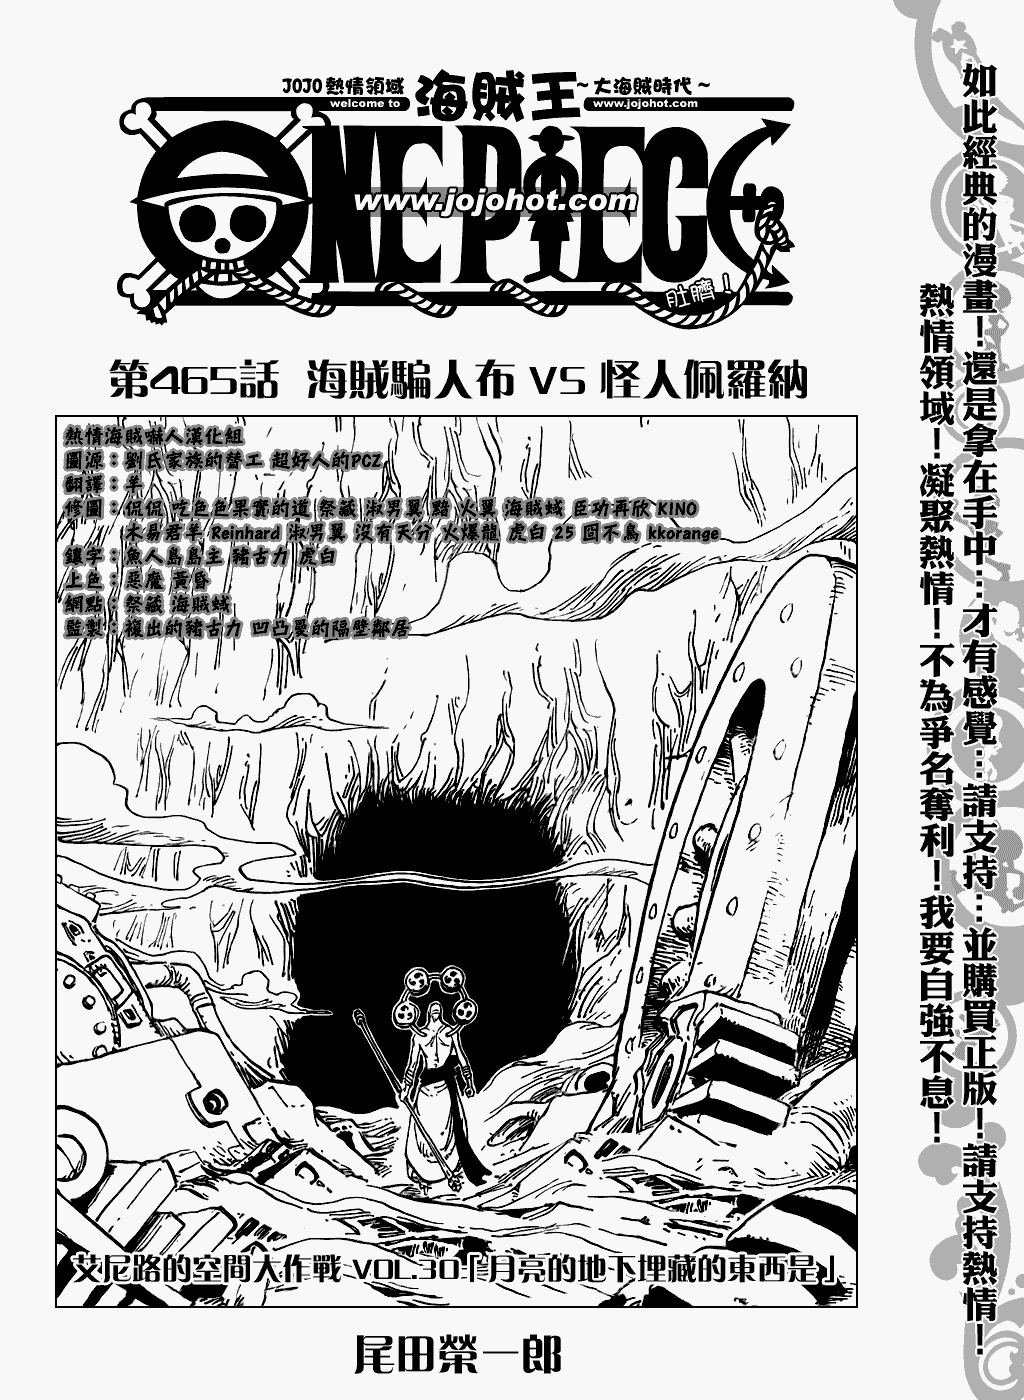 JOJO熱情領域 海賊王 ~大海賊時代~
welcome to www.jojohot.com
ONE PIECE
www.jojohot.com
肚臍!
第465話 海賊騙人布 VS 怪人佩羅納
熱情海賊嚇人漢化組
圖源:劉氏家族的替工 超好人的PCZ
翻譯:羊
修圖:侃侃 吃色色果實的道 祭藏 淑男翼 黯 火翼 海賊蜮 臣功再欣 KINO
木易君羊 Reinhard 淑男翼 沒有天分 火爆龍 虎白 25 囧不鳥 kkorange
鑲字:魚人島島主 豬古力 虎白
上色:惡魔 黃昏
網點:祭藏 海賊蜮
監製:複出的豬古力 凹凸曼的隔壁鄰居
艾尼路的空間大作戰 VOL.30「月亮的地下埋藏的東西是」
尾田榮一郎
如此經典的漫畫!還是拿在手中…才有感覺…請支持…並購買正版!請支持熱情!
熱情領域!凝聚熱情!不為爭名奪利!我要自強不息!